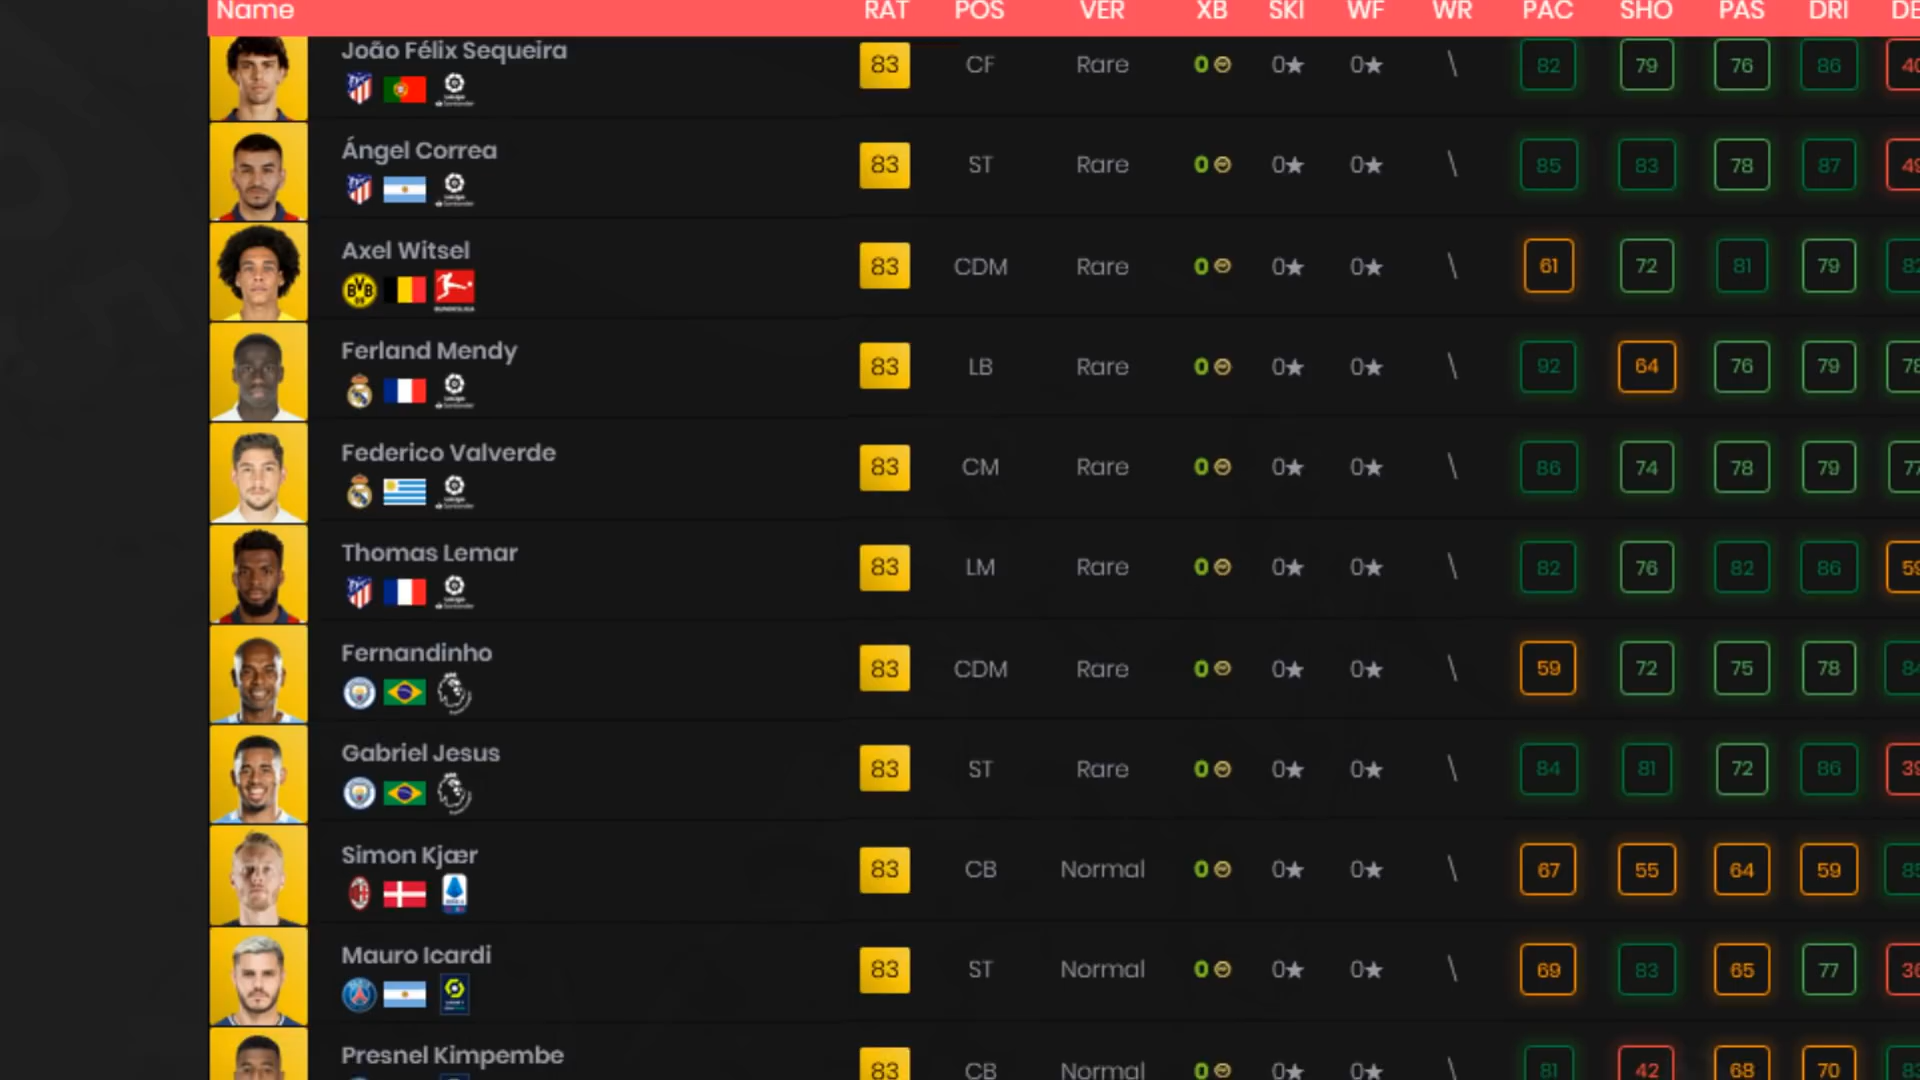 Name RAT POS VER XB SKI WF WR PAC SHO PAS DRI
João Félix Sequeira
83 CF Rare 0 0★ 0★ \ 82 79 76 86
Ángel Correa
83 ST Rare 0 0★ 0★ \ 85 83 78 87
Axel Witsel
83 CDM Rare 0 0★ 0★ \ 61 72 81 79
Ferland Mendy
83 LB Rare 0 0★ 0★ \ 92 64 76 79 78
Federico Valverde
83 CM Rare 0 0★ 0★ \ 86 74 78 79 77
Thomas Lemar
83 LM Rare 0 0★ 0★ \ 82 76 82 86 59
Fernandinho
83 CDM Rare 0 0★ 0★ \ 59 72 75 78
Gabriel Jesus
83 ST Rare 0 0★ 0★ \ 84 81 72 86 39
Simon Kjær
83 CB Normal 0 0★ 0★ \ 67 55 64 59
Mauro Icardi
83 ST Normal 0 0★ 0★ \ 69 83 65 77
Presnel Kimpembe
83 CB Normal 0 0★ 0★ \ 81 42 68 70